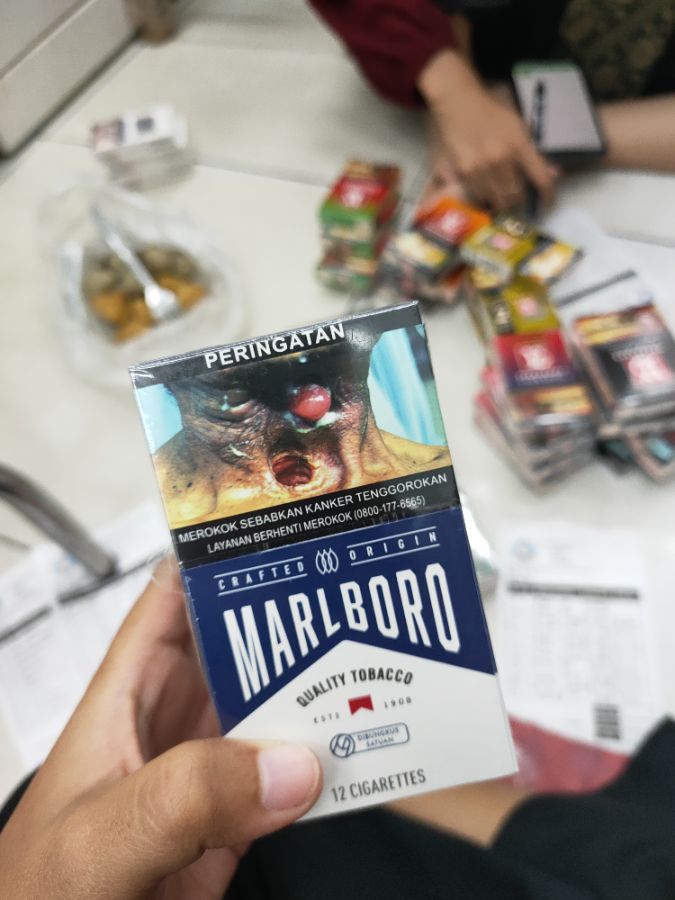 PERINGATAN
MEROKOK SEBABKAN KANKER TENGGOROKAN
LAYANAN BERHENTI MEROKOK (0800-177-6565)
CRAFTED ORIGIN
MARLBORO
QUALITY TOBACCO
ESTD 1908
DIBUNGKUS
SATUAN
12 CIGARETTES